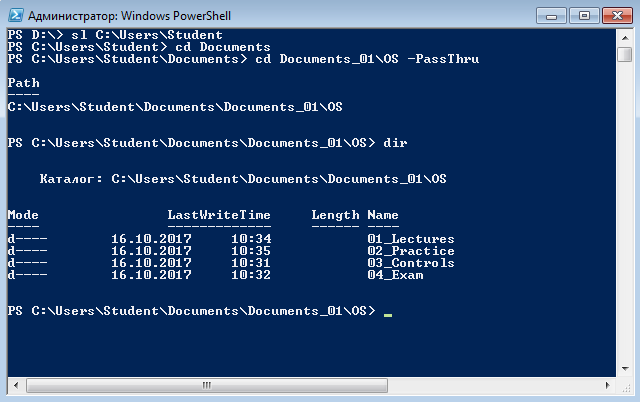 Администратор: Windows PowerShell
PS D:\> sl C:\Users\Student
PS C:\Users\Student> cd Documents
PS C:\Users\Student\Documents> cd Documents_01\OS -PassThru
Path
----
C:\Users\Student\Documents\Documents_01\OS
PS C:\Users\Student\Documents\Documents_01\OS> dir
Каталог: C:\Users\Student\Documents\Documents_01\OS
Mode LastWriteTime Length Name
---- ------------- ------ ----
d---- 16.10.2017 10:34 01_Lectures
d---- 16.10.2017 10:35 02_Practice
d---- 16.10.2017 10:31 03_Controls
d---- 16.10.2017 10:32 04_Exam
PS C:\Users\Student\Documents\Documents_01\OS> _